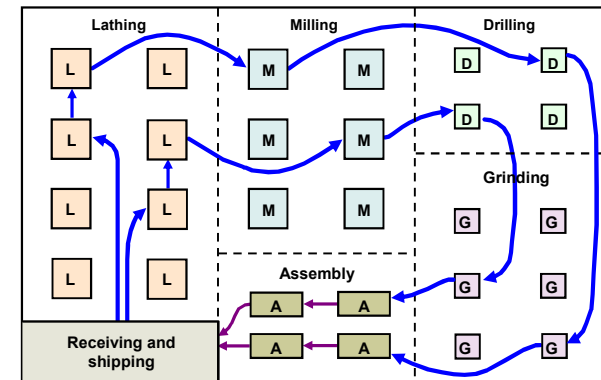 Lathing
Milling
Drilling
L L M M D D
L L M M D D
Grinding
L L M M G G
L L G G
Assembly
A A
A A G G
Receiving and
shipping